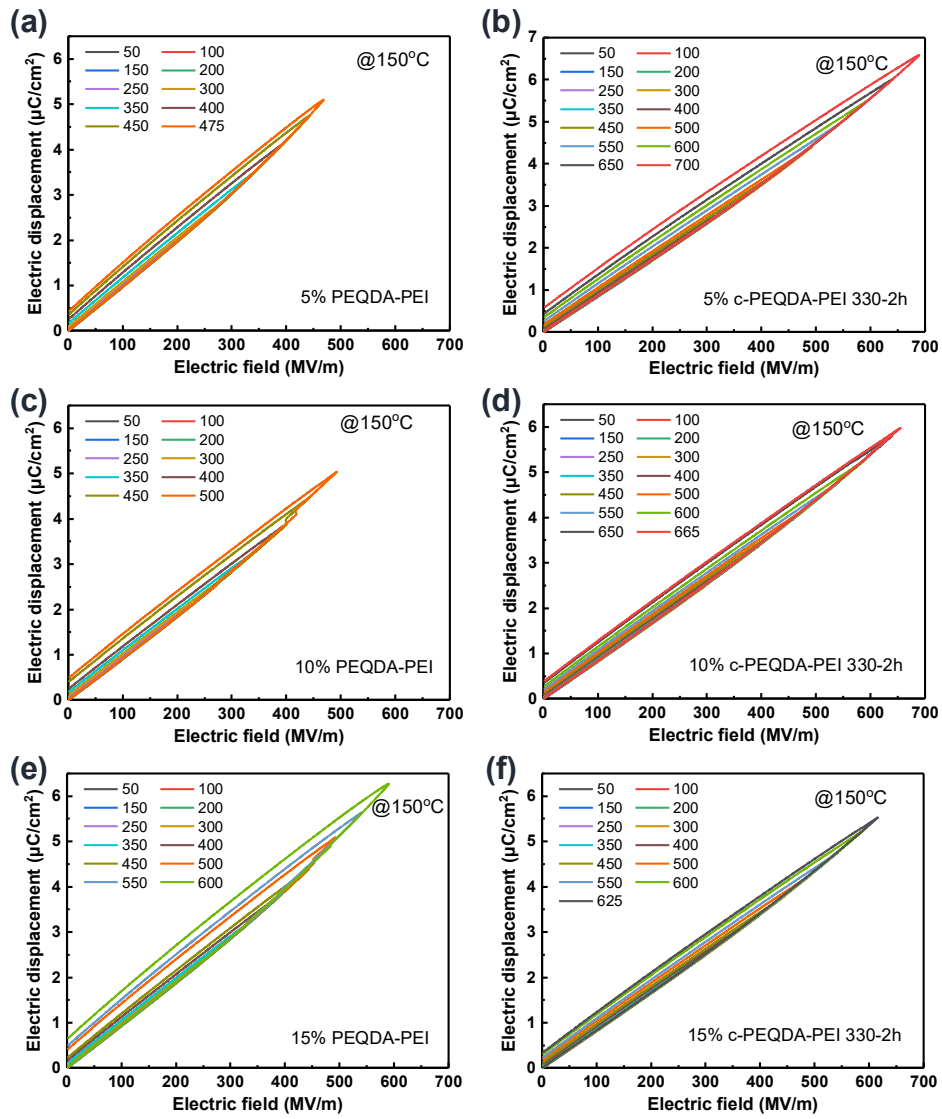 (a)
Electric displacement (μC/cm²)
6
5
4
3
2
1
0
50 100
150 200
250 300
350 400
450 475
@150°C
5% PEQDA-PEI
0 100 200 300 400 500 600 700
Electric field (MV/m)
(b)
Electric displacement (μC/cm²)
7
6
5
4
3
2
1
0
50 100
150 200
250 300
350 400
450 500
550 600
650 700
@150°C
5% c-PEQDA-PEI 330-2h
0 100 200 300 400 500 600 700
Electric field (MV/m)
(c)
Electric displacement (μC/cm²)
6
5
4
3
2
1
0
50 100
150 200
250 300
350 400
450 500
@150°C
10% PEQDA-PEI
0 100 200 300 400 500 600 700
Electric field (MV/m)
(d)
Electric displacement (μC/cm²)
6
5
4
3
2
1
0
50 100
150 200
250 300
350 400
450 500
550 600
650 665
@150°C
10% c-PEQDA-PEI 330-2h
0 100 200 300 400 500 600 700
Electric field (MV/m)
(e)
Electric displacement (μC/cm²)
6
5
4
3
2
1
0
50 100
150 200
250 300
350 400
450 500
550 600
@150°C
15% PEQDA-PEI
0 100 200 300 400 500 600 700
Electric field (MV/m)
(f)
Electric displacement (μC/cm²)
6
5
4
3
2
1
0
50 100
150 200
250 300
350 400
450 500
550 600
625
@150°C
15% c-PEQDA-PEI 330-2h
0 100 200 300 400 500 600 700
Electric field (MV/m)